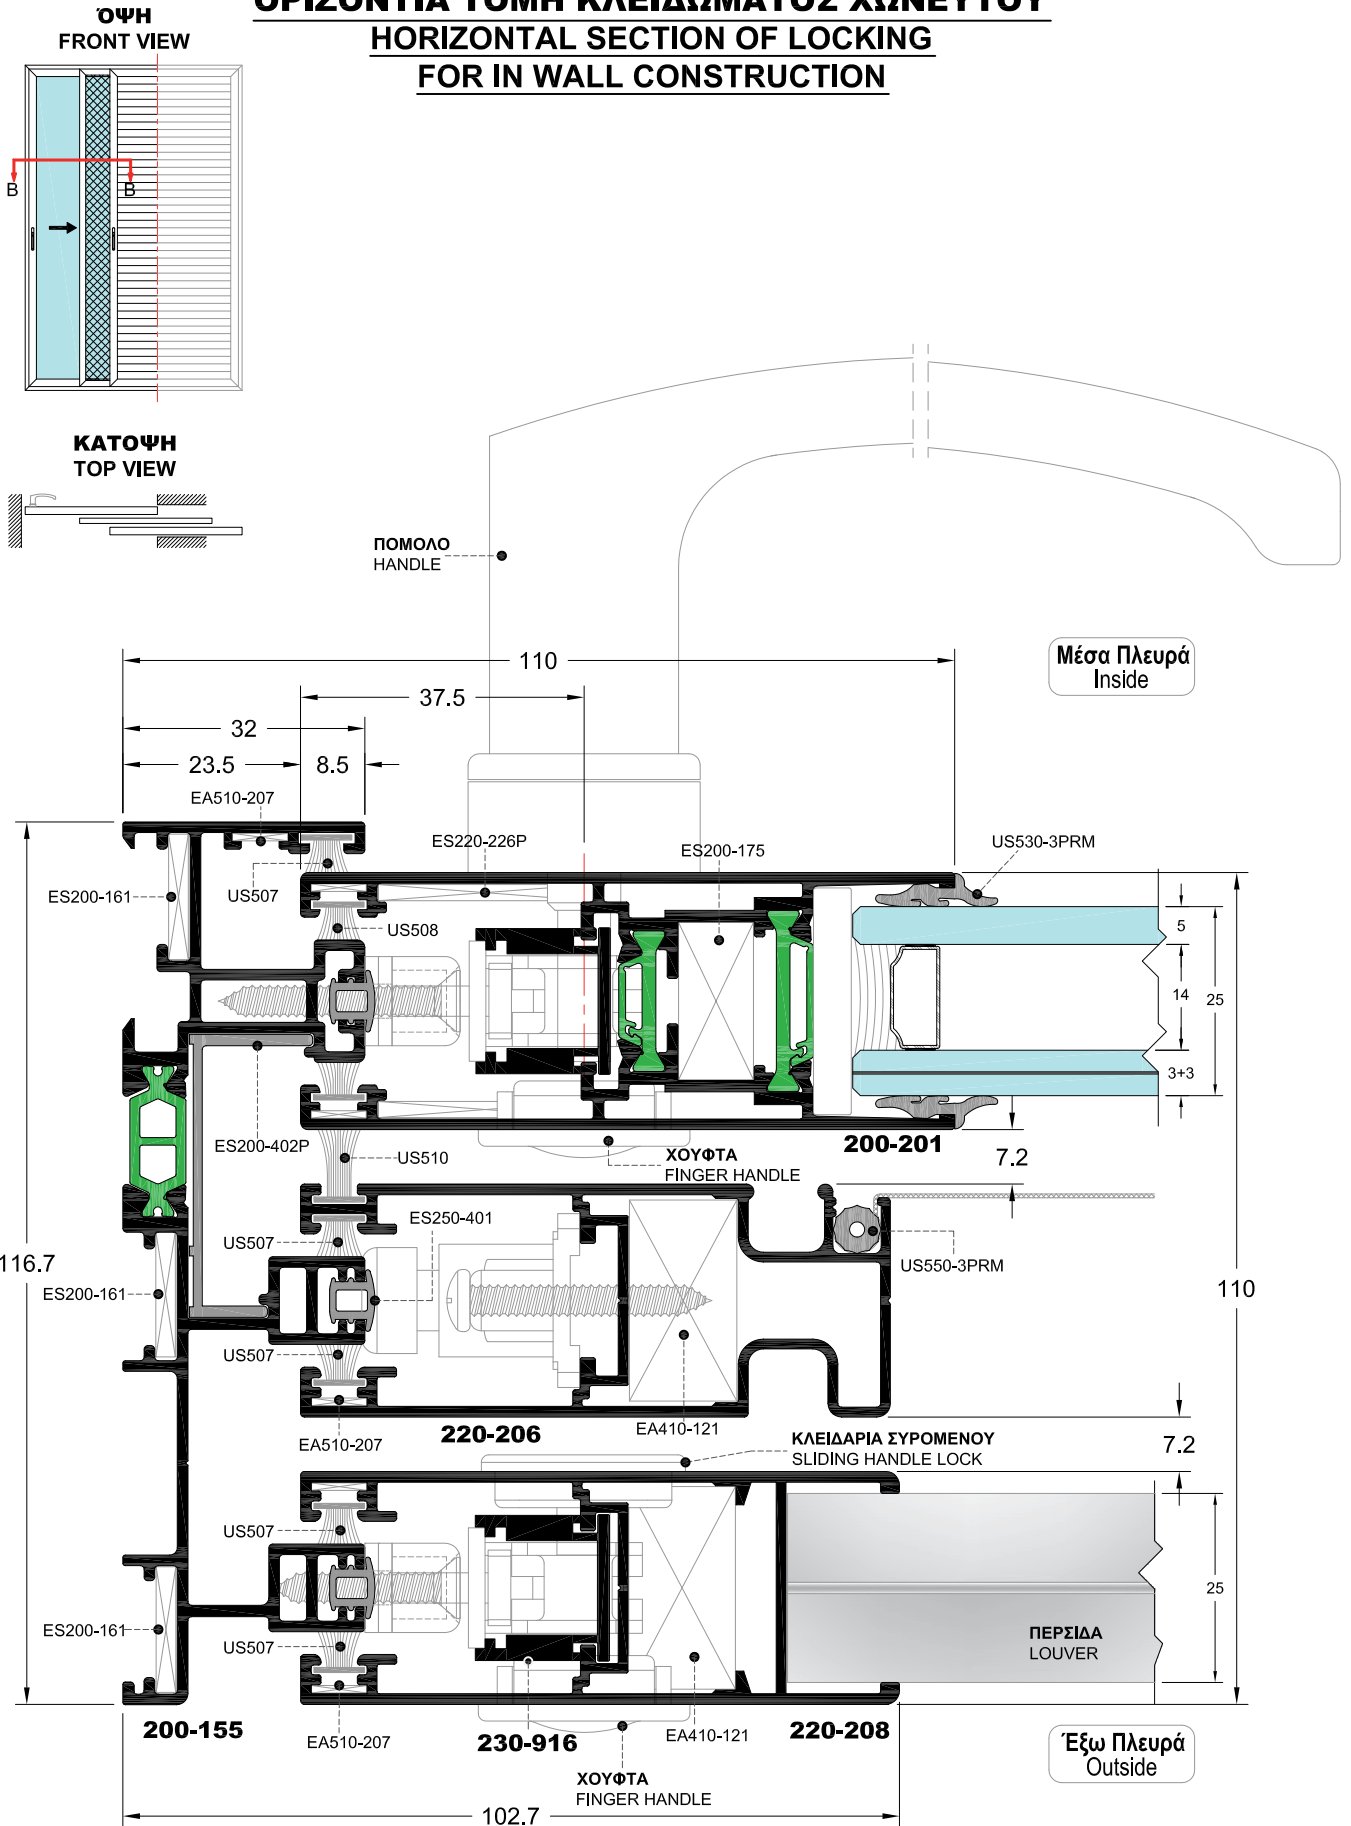 ΟΡΙΖΟΝΤΙΑ ΤΟΜΗ ΚΛΕΙΔΩΜΑΤΟΣ ΧΩΝΕΥΤΟΥ
HORIZONTAL SECTION OF LOCKING
FOR IN WALL CONSTRUCTION
ΌΨΗ
FRONT VIEW
B
B
ΚΑΤΟΨΗ
TOP VIEW
ΠΟΜΟΛΟ
HANDLE
Μέσα Πλευρά
Inside
110
37.5
32
23.5
8.5
EA510-207
ES220-226P
ES200-175
US530-3PRM
ES200-161
US507
US508
5
14
25
3+3
ES200-402P
US510
ΧΟΥΦΤΑ
FINGER HANDLE
200-201
7.2
ES250-401
US507
US550-3PRM
116.7
ES200-161
110
US507
EA510-207
220-206
EA410-121
ΚΛΕΙΔΑΡΙΑ ΣΥΡΟΜΕΝΟΥ
SLIDING HANDLE LOCK
7.2
US507
25
ES200-161
US507
ΠΕΡΣΙΔΑ
LOUVER
200-155
EA510-207
230-916
EA410-121
220-208
Έξω Πλευρά
Outside
ΧΟΥΦΤΑ
FINGER HANDLE
102.7